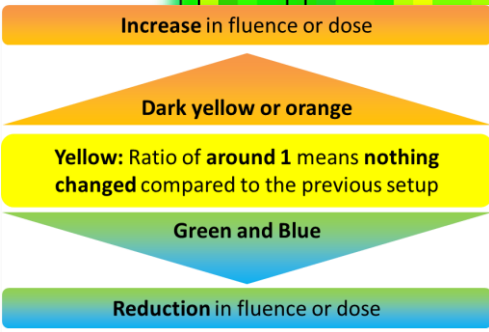 Increase in fluence or dose
Dark yellow or orange
Yellow: Ratio of around 1 means nothing
changed compared to the previous setup
Green and Blue
Reduction in fluence or dose